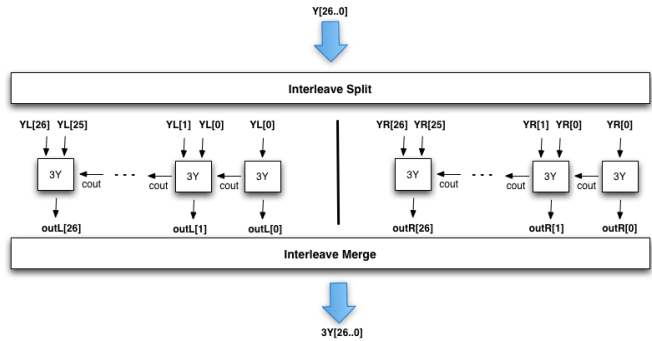 Y[26..0]
Interleave Split
YL[26] YL[25] YL[1] YL[0] YL[0] YR[26] YR[25] YR[1] YR[0] YR[0]
3Y 3Y 3Y 3Y 3Y 3Y
cout cout cout cout cout cout
outL[26] outL[1] outL[0] outR[26] outR[1] outR[0]
Interleave Merge
3Y[26..0]